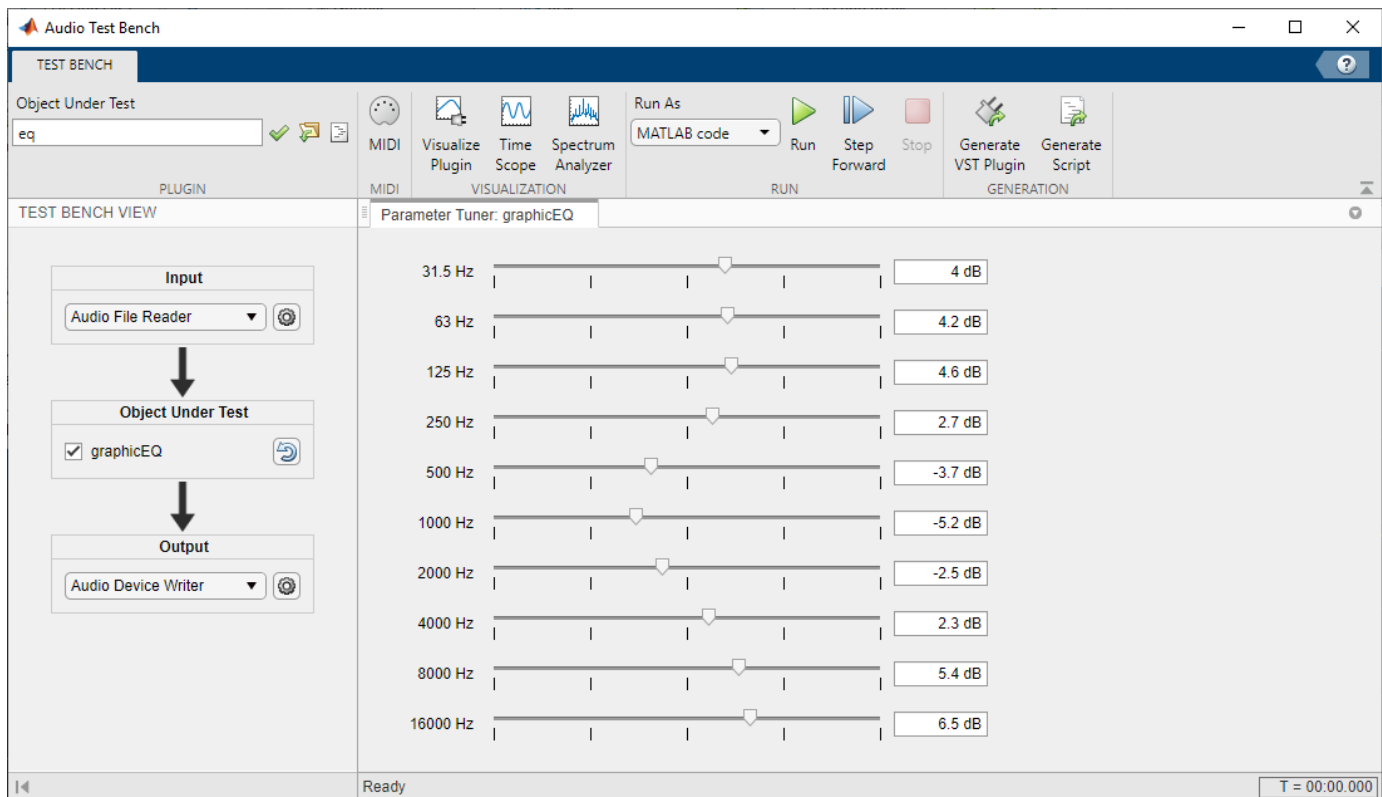 Audio Test Bench
TEST BENCH
?
Object Under Test
eq
MIDI
Visualize
Plugin
Time
Scope
Spectrum
Analyzer
Run As
MATLAB code
Run
Step
Forward
Stop
Generate
VST Plugin
Generate
Script
PLUGIN
MIDI
VISUALIZATION
RUN
GENERATION
TEST BENCH VIEW
Parameter Tuner: graphicEQ
Input
Audio File Reader
Object Under Test
graphicEQ
Output
Audio Device Writer
31.5 Hz 4 dB
63 Hz 4.2 dB
125 Hz 4.6 dB
250 Hz 2.7 dB
500 Hz -3.7 dB
1000 Hz -5.2 dB
2000 Hz -2.5 dB
4000 Hz 2.3 dB
8000 Hz 5.4 dB
16000 Hz 6.5 dB
Ready
T = 00:00.000